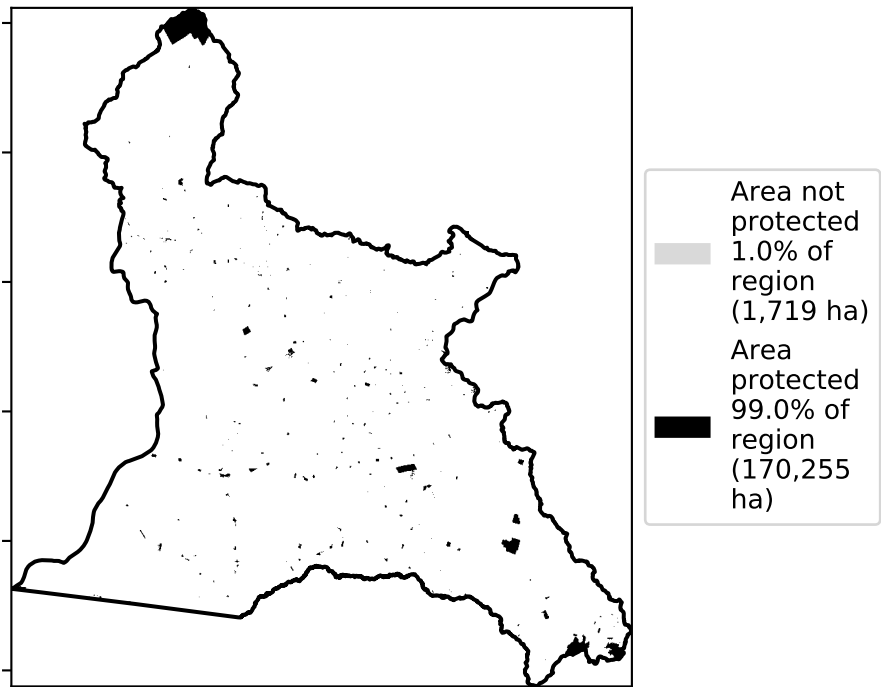 Area not
protected
1.0% of
region
(1,719 ha)
Area
protected
99.0% of
region
(170,255
ha)